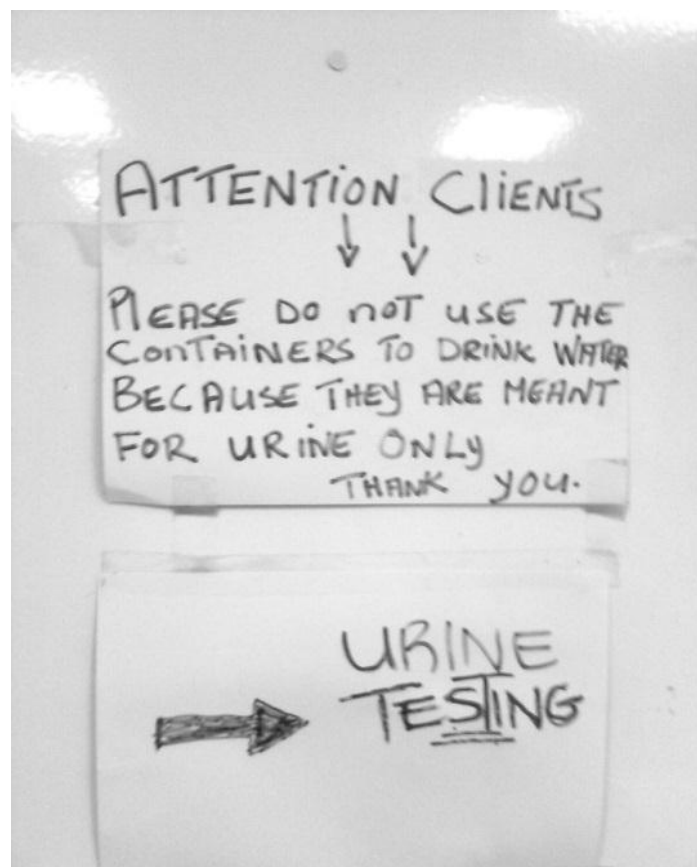 ATTENTION CLIENTS
PLEASE DO NOT USE THE
CONTAINERS TO DRINK WATER
BECAUSE THEY ARE MEANT
FOR URINE ONLY
THANK YOU.
URINE
TESTING